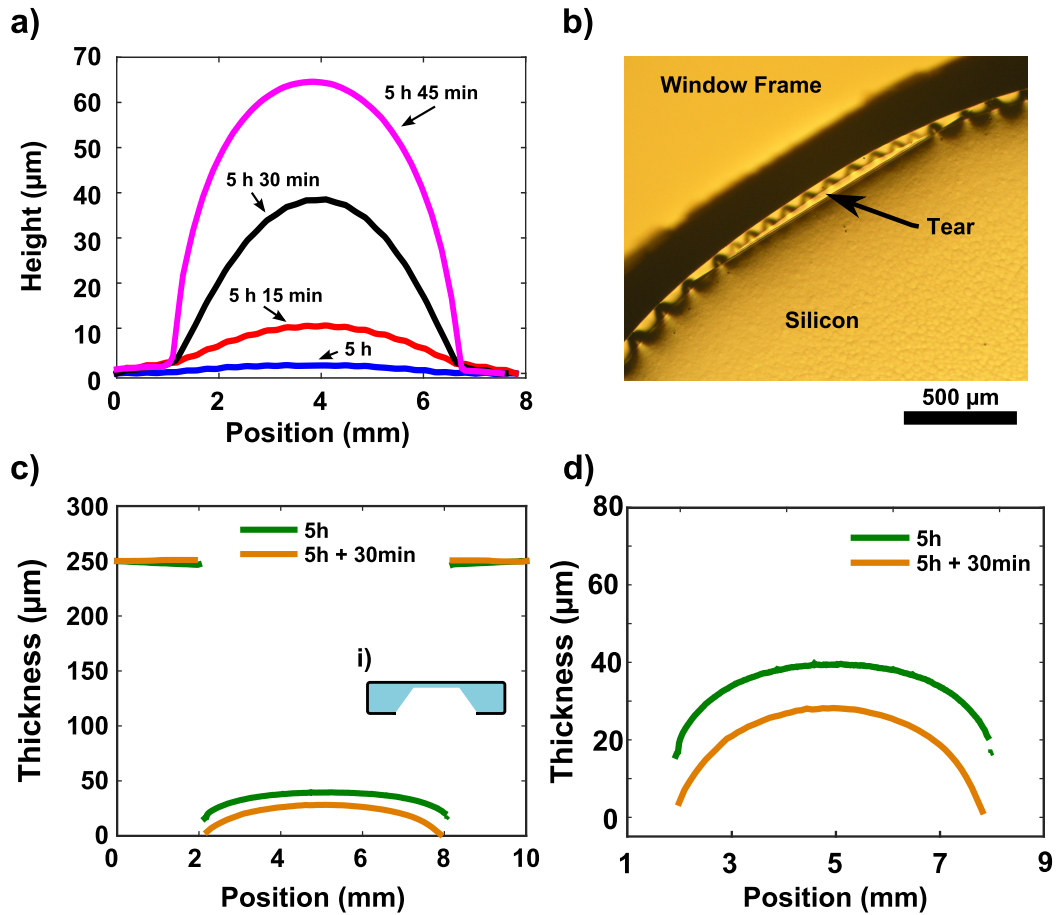 a)
70
60
50
40
30
20
10
0
Height (µm)
5 h 45 min
5 h 30 min
5 h 15 min
5 h
0 2 4 6 8
Position (mm)
b)
Window Frame
Tear
Silicon
500 µm
c)
300
250
200
150
100
50
0
Thickness (µm)
5h
5h + 30min
i)
0 2 4 6 8 10
Position (mm)
d)
80
60
40
20
0
Thickness (µm)
5h
5h + 30min
1 3 5 7 9
Position (mm)